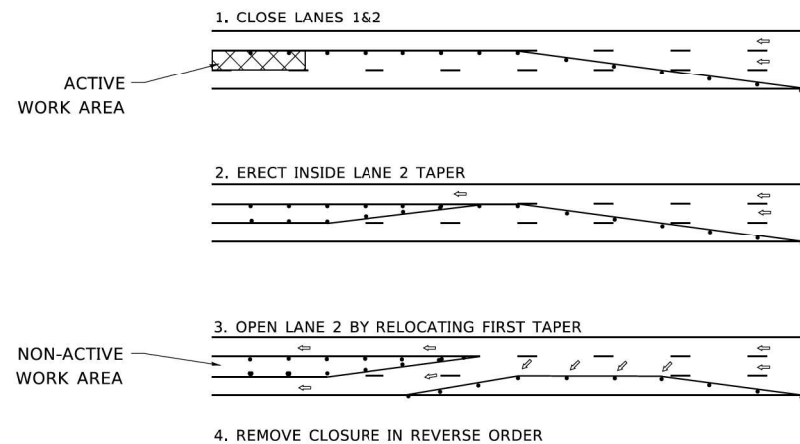 1. CLOSE LANES 1&2
ACTIVE
WORK AREA
2. ERECT INSIDE LANE 2 TAPER
3. OPEN LANE 2 BY RELOCATING FIRST TAPER
NON-ACTIVE
WORK AREA
4. REMOVE CLOSURE IN REVERSE ORDER